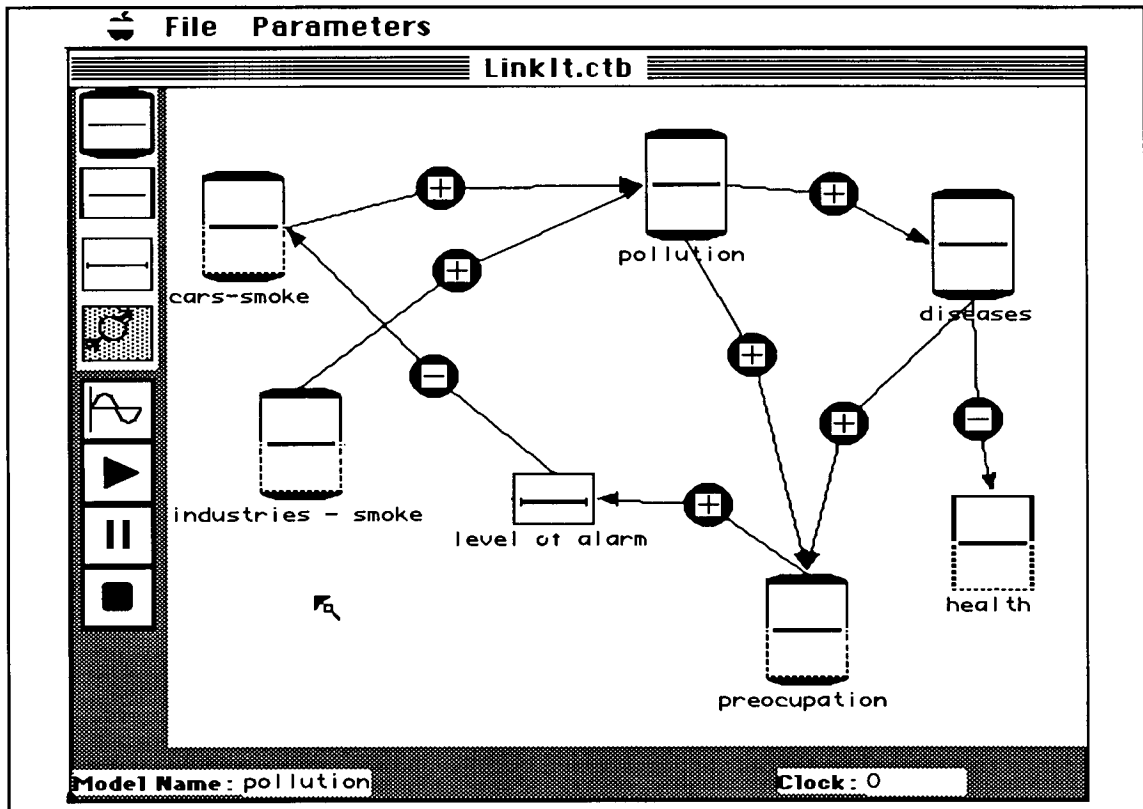 File Parameters
LinkIt.ctb
pollution
cars-smoke
diseases
industries - smoke
level of alarm
health
preocupation
Model Name: pollution
Clock: 0